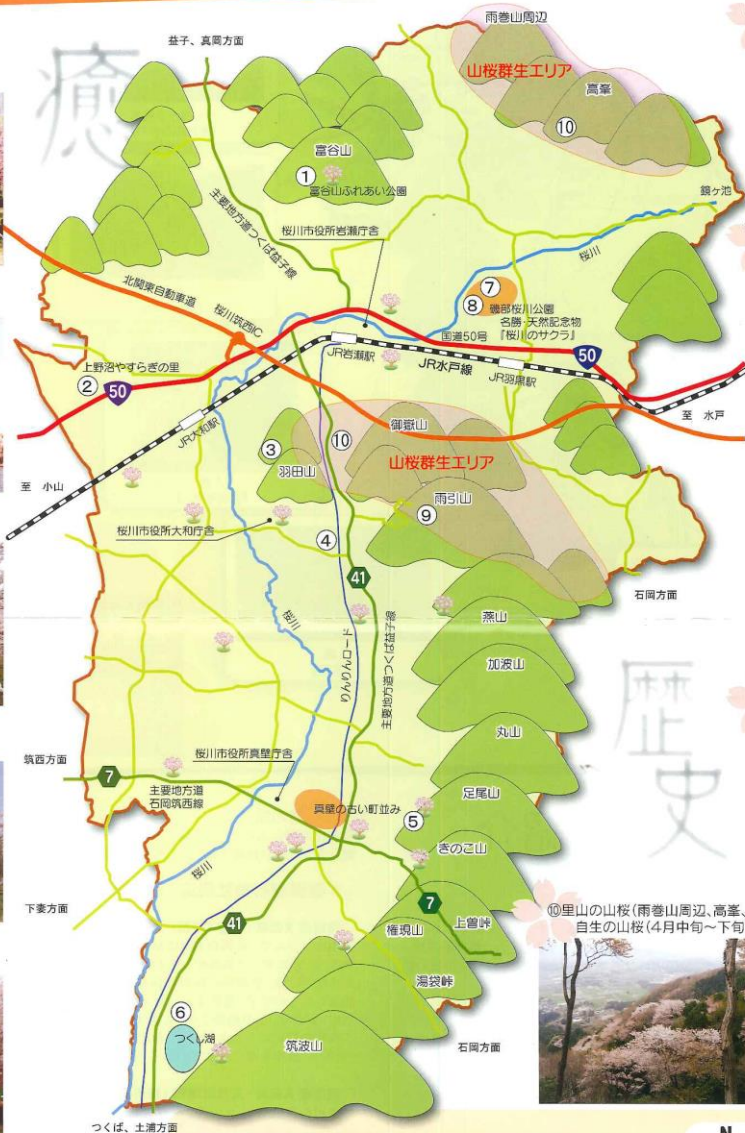 雨巻山周辺
益子、真岡方面
山桜群生エリア
癒
高峯
⑩
富谷山
①
富谷山ふれあい公園
鏡ヶ池
主要地方道つくば益子線
桜川市役所岩瀬庁舎
桜川
北関東自動車道
桜川筑西IC
⑦
⑧
磯部桜川公園
名勝・天然記念物
『桜川のサクラ』
国道50号
上野沼やすらぎの里
②
50
JR岩瀬駅
50
JR水戸線
JR羽黒駅
至 水戸
JR大和駅
御嶽山
⑩
③
羽田山
山桜群生エリア
至 小山
雨引山
⑨
桜川市役所大和庁舎
④
41
石岡方面
桜川
燕山
りんりんロード
主要地方道つくば益子線
加波山
歴史
丸山
筑西方面
桜川市役所真壁庁舎
7
主要地方道
石岡筑西線
足尾山
真壁の古い町並み
⑤
きのこ山
桜川
7
下妻方面
41
権現山
上曽峠
⑩里山の山桜(雨巻山周辺、高峯、
自生の山桜(4月中旬~下旬
湯袋峠
⑥
つくし湖
筑波山
石岡方面
つくば、土浦方面
N